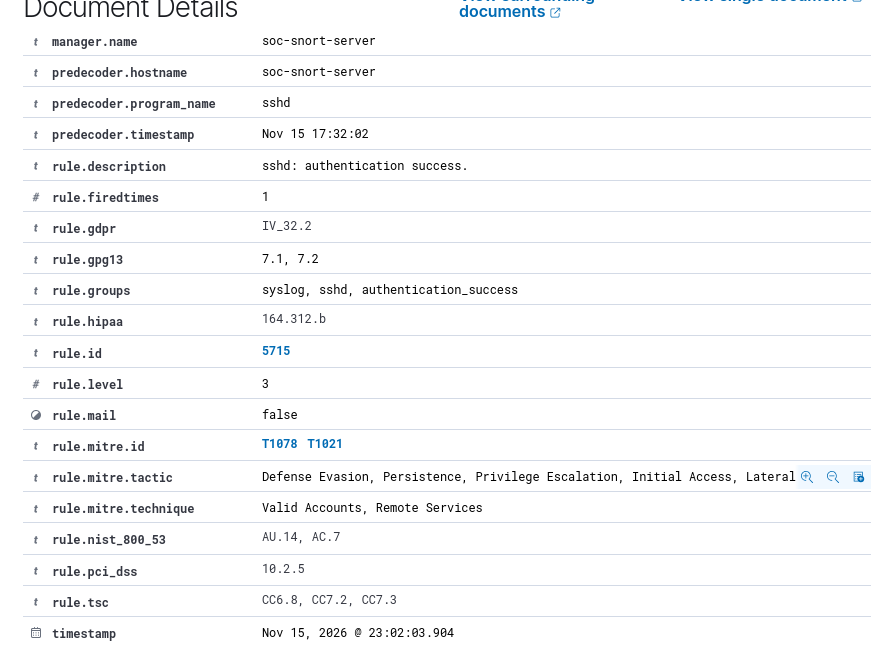 Document Details
View surrounding
documents
View single document
t manager.name soc-snort-server
t predecoder.hostname soc-snort-server
t predecoder.program_name sshd
t predecoder.timestamp Nov 15 17:32:02
t rule.description sshd: authentication success.
# rule.firedtimes 1
t rule.gdpr IV_32.2
t rule.gpg13 7.1, 7.2
t rule.groups syslog, sshd, authentication_success
t rule.hipaa 164.312.b
t rule.id 5715
# rule.level 3
rule.mail false
t rule.mitre.id T1078 T1021
t rule.mitre.tactic Defense Evasion, Persistence, Privilege Escalation, Initial Access, Lateral
t rule.mitre.technique Valid Accounts, Remote Services
t rule.nist_800_53 AU.14, AC.7
t rule.pci_dss 10.2.5
t rule.tsc CC6.8, CC7.2, CC7.3
timestamp Nov 15, 2026 @ 23:02:03.904